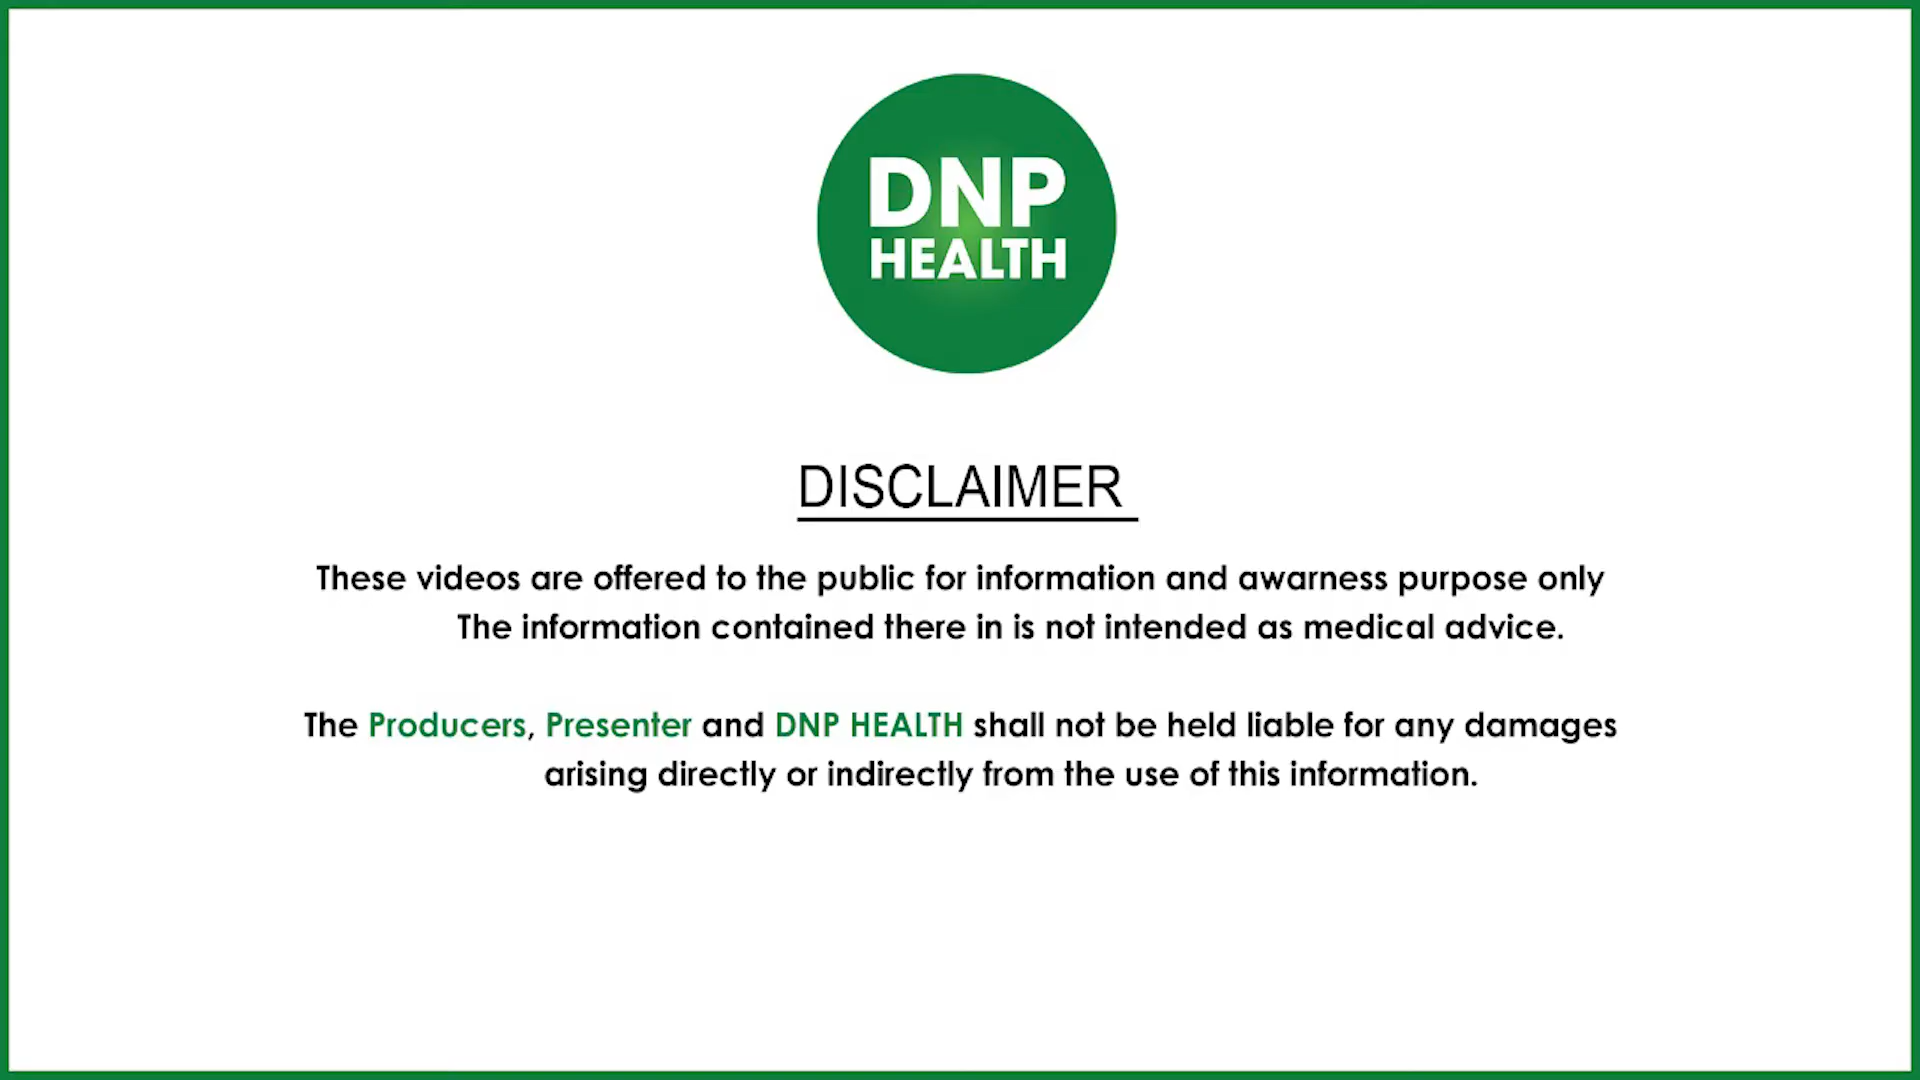 DNP
HEALTH
DISCLAIMER
These videos are offered to the public for information and awarness purpose only
The information contained there in is not intended as medical advice.
The Producers, Presenter and DNP HEALTH shall not be held liable for any damages
arising directly or indirectly from the use of this information.